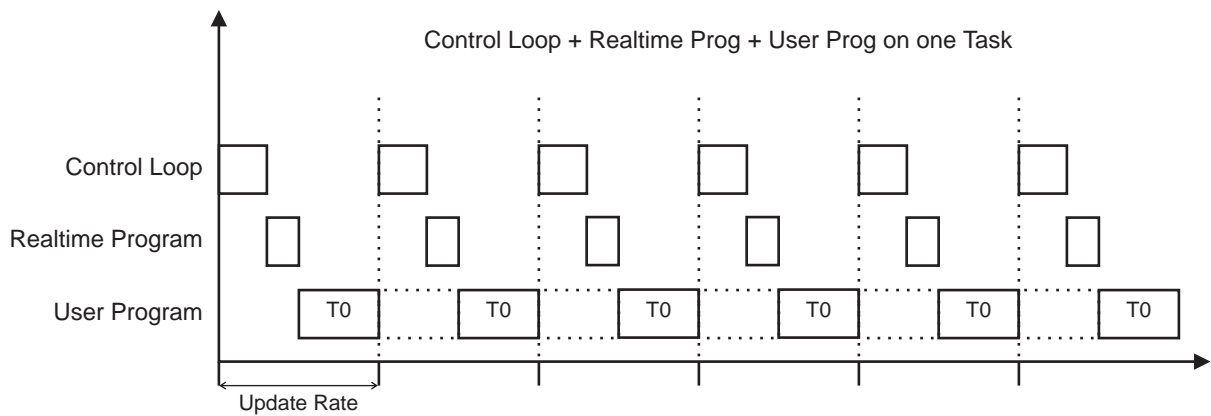 Control Loop + Realtime Prog + User Prog on one Task
Control Loop
Realtime Program
User Program
T0 T0 T0 T0 T0 T0
Update Rate